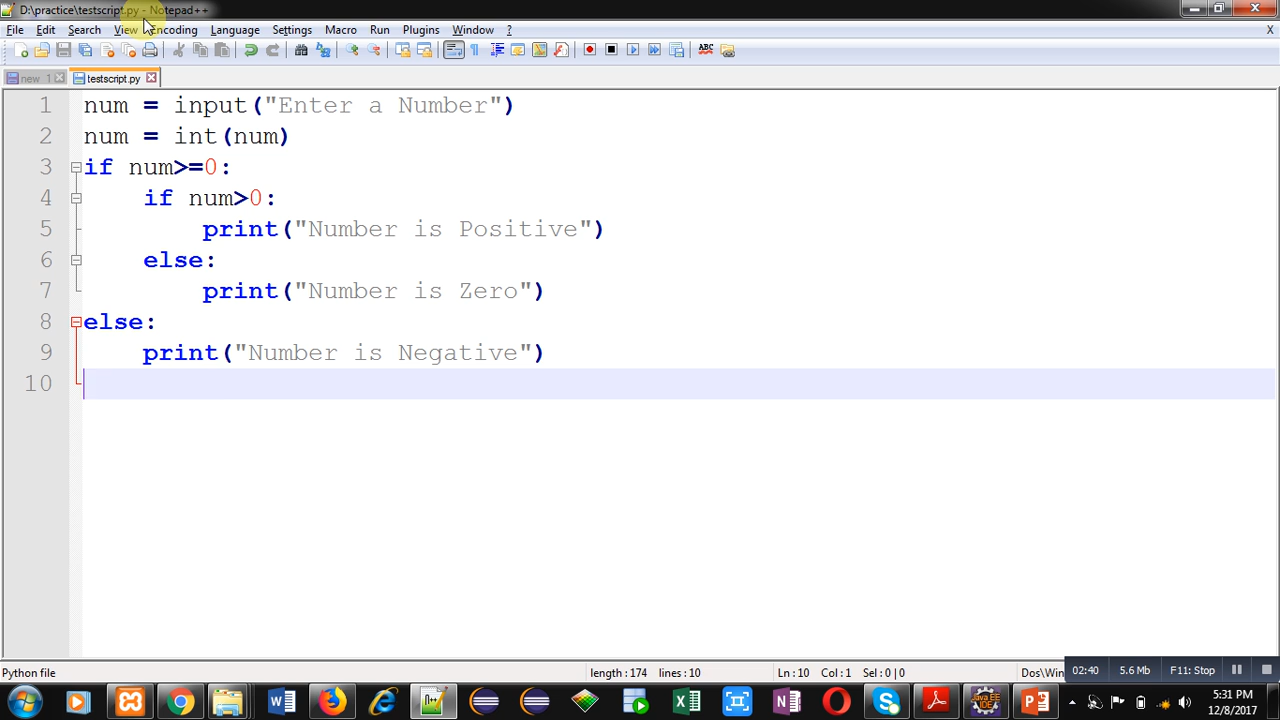 D:\practice\testscript.py - Notepad++
File Edit Search View Encoding Language Settings Macro Run Plugins Window ? X
new 1 testscript.py
1 num = input("Enter a Number")
2 num = int(num)
3 if num>=0:
4 if num>0:
5 print("Number is Positive")
6 else:
7 print("Number is Zero")
8 else:
9 print("Number is Negative")
10
Python file length : 174 lines : 10 Ln : 10 Col : 1 Sel : 0 | 0 Dos\Win 02:40 5.6 Mb F11: Stop
5:31 PM
12/8/2017